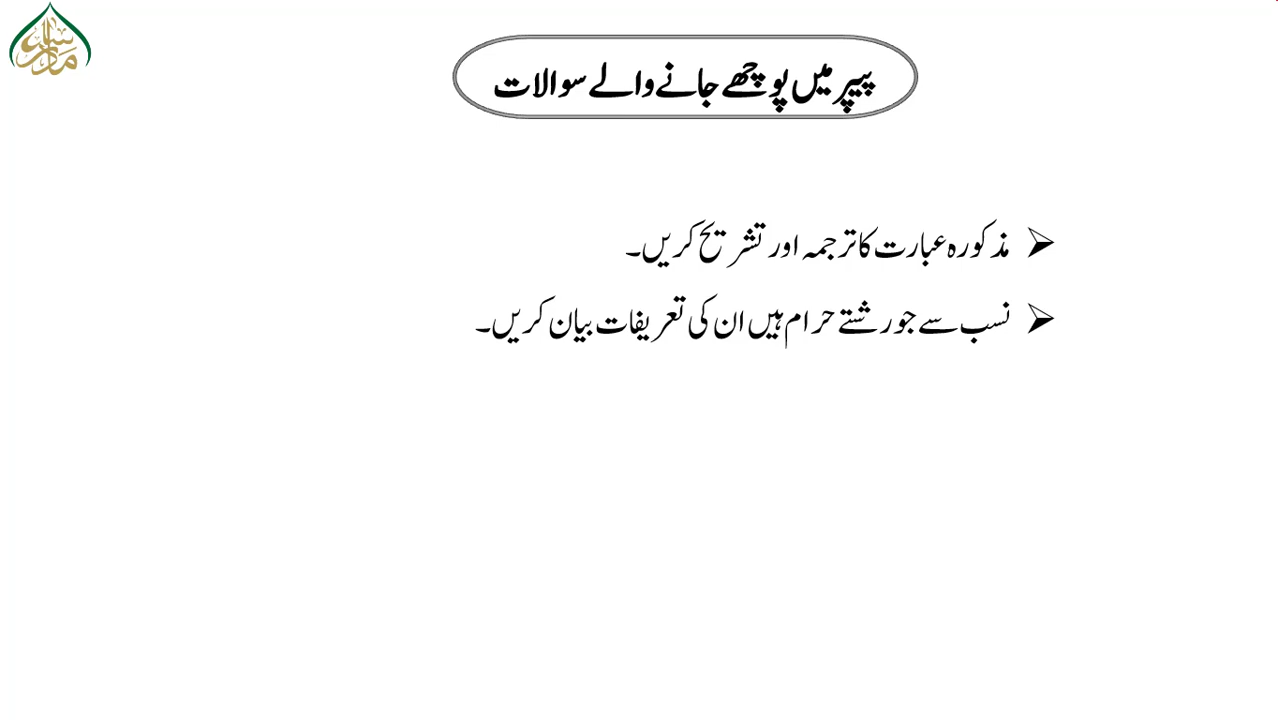 پیپر میں پوچھے جانے والے سوالات
مذکورہ عبارت کا ترجمہ اور تشریح کریں۔
نسب سے جو رشتے حرام ہیں ان کی تعریفات بیان کریں۔